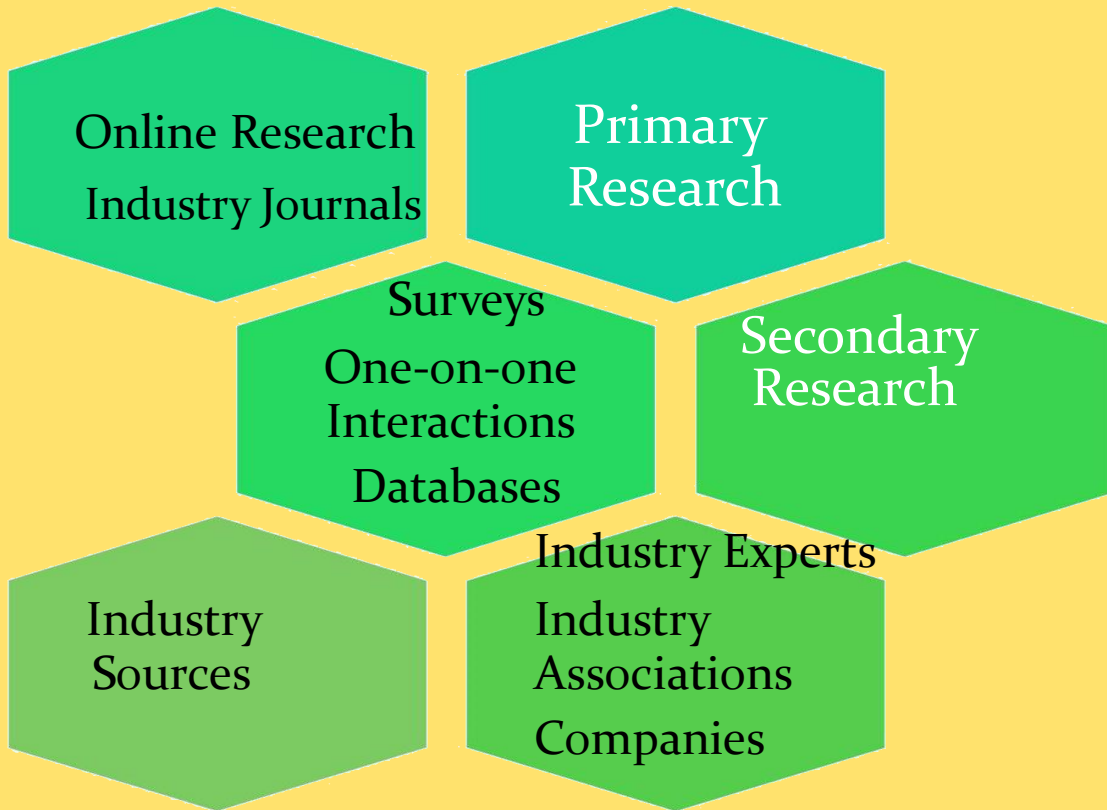 Online Research
Industry Journals
Primary
Research
Surveys
One-on-one
Interactions
Databases
Secondary
Research
Industry
Sources
Industry Experts
Industry
Associations
Companies